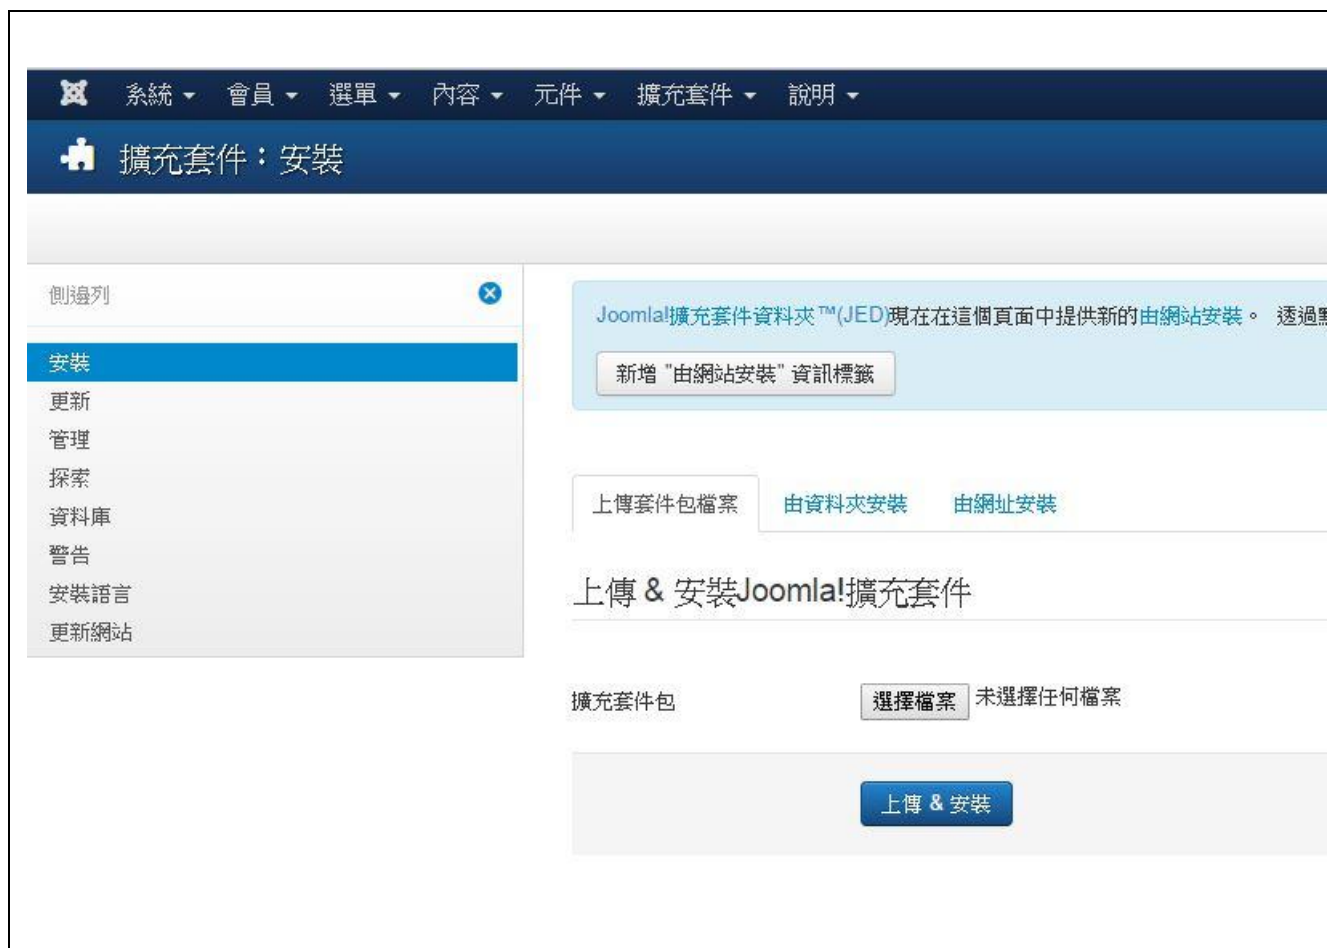 系統 會員 選單 內容 元件 擴充套件 說明
擴充套件：安裝
側邊列
安裝
更新
管理
探索
資料庫
警告
安裝語言
更新網站
Joomla!擴充套件資料夾™(JED)現在在這個頁面中提供新的由網站安裝。 透過
新增 "由網站安裝" 資訊標籤
上傳套件包檔案 由資料夾安裝 由網址安裝
上傳 & 安裝Joomla!擴充套件
擴充套件包 選擇檔案 未選擇任何檔案
上傳 & 安裝